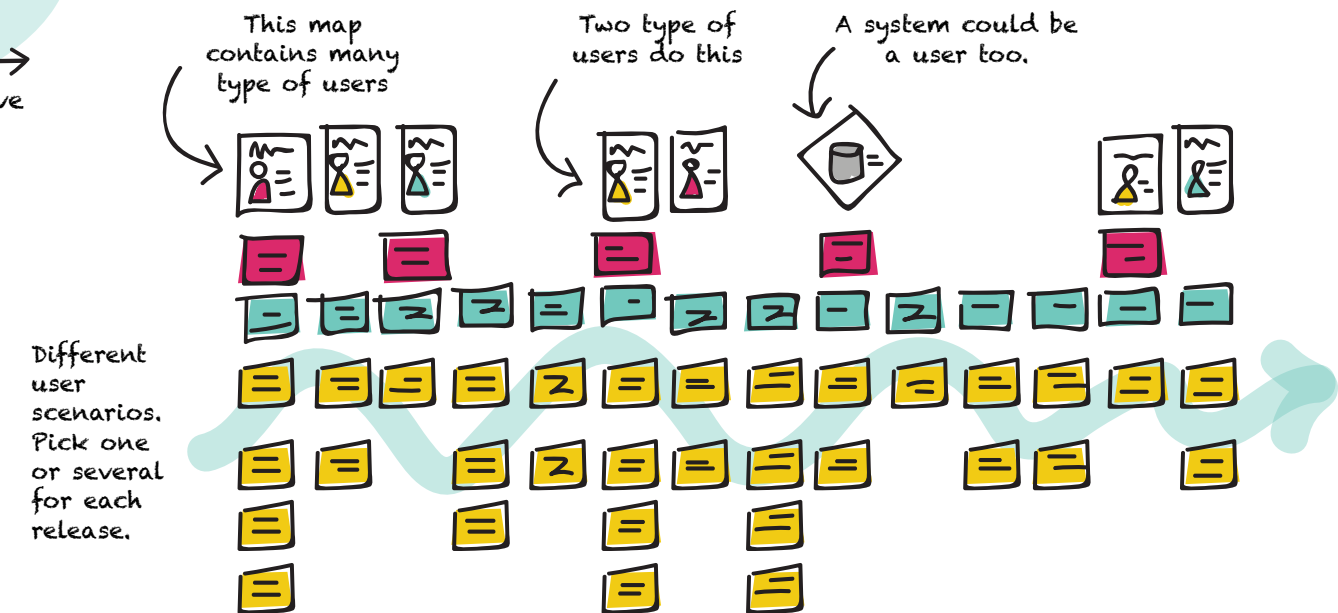 This map
contains many
type of users
Two type of
users do this
A system could be
a user too.
ve
Different
user
scenarios.
Pick one
or several
for each
release.